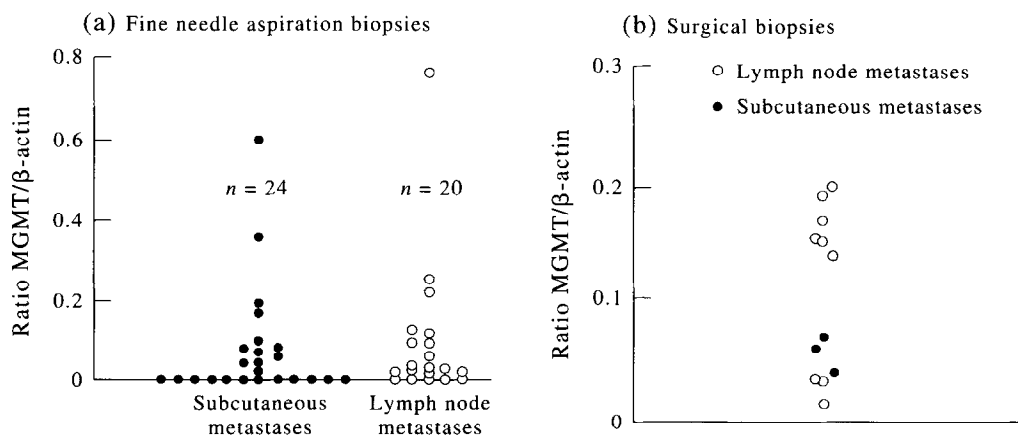 (a) Fine needle aspiration biopsies
Ratio MGMT/β-actin
0.8
0.6
0.4
0.2
0
n = 24
n = 20
Subcutaneous
metastases
Lymph node
metastases
(b) Surgical biopsies
Ratio MGMT/β-actin
0.3
0.2
0.1
0
Lymph node metastases
Subcutaneous metastases